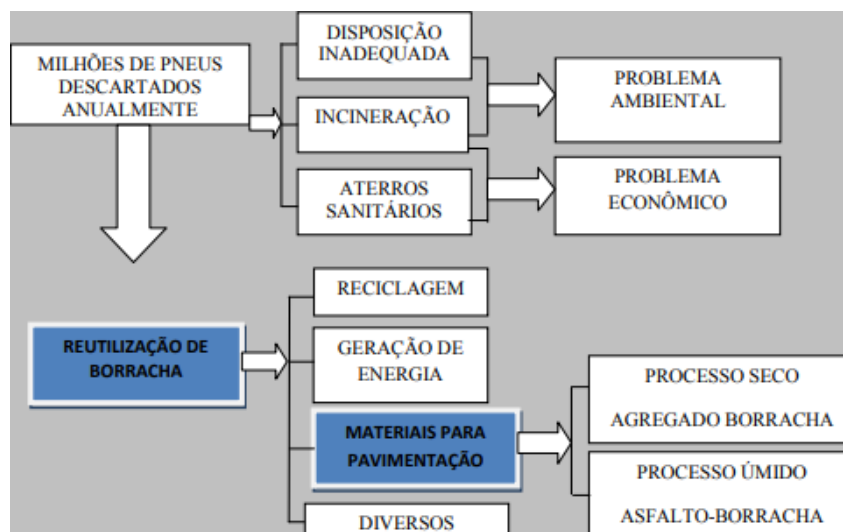 MILHÕES DE PNEUS
DESCARTADOS
ANUALMENTE
DISPOSIÇÃO
INADEQUADA
INCINERAÇÃO
ATERROS
SANITÁRIOS
PROBLEMA
AMBIENTAL
PROBLEMA
ECONÔMICO
REUTILIZAÇÃO DE
BORRACHA
RECICLAGEM
GERAÇÃO DE
ENERGIA
MATERIAIS PARA
PAVIMENTAÇÃO
DIVERSOS
PROCESSO SECO
AGREGADO BORRACHA
PROCESSO ÚMIDO
ASFALTO-BORRACHA